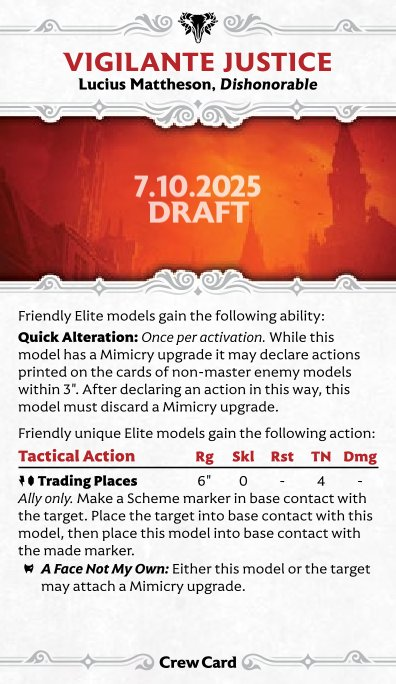 VIGILANTE JUSTICE
Lucius Mattheson, Dishonorable
7.10.2025
DRAFT
Friendly Elite models gain the following ability:
Quick Alteration: Once per activation. While this
model has a Mimicry upgrade it may declare actions
printed on the cards of non-master enemy models
within 3". After declaring an action in this way, this
model must discard a Mimicry upgrade.
Friendly unique Elite models gain the following action:
Tactical Action Rg Skl Rst TN Dmg
Trading Places 6" 0 - 4 -
Ally only. Make a Scheme marker in base contact with
the target. Place the target into base contact with this
model, then place this model into base contact with
the made marker.
A Face Not My Own: Either this model or the target
may attach a Mimicry upgrade.
Crew Card